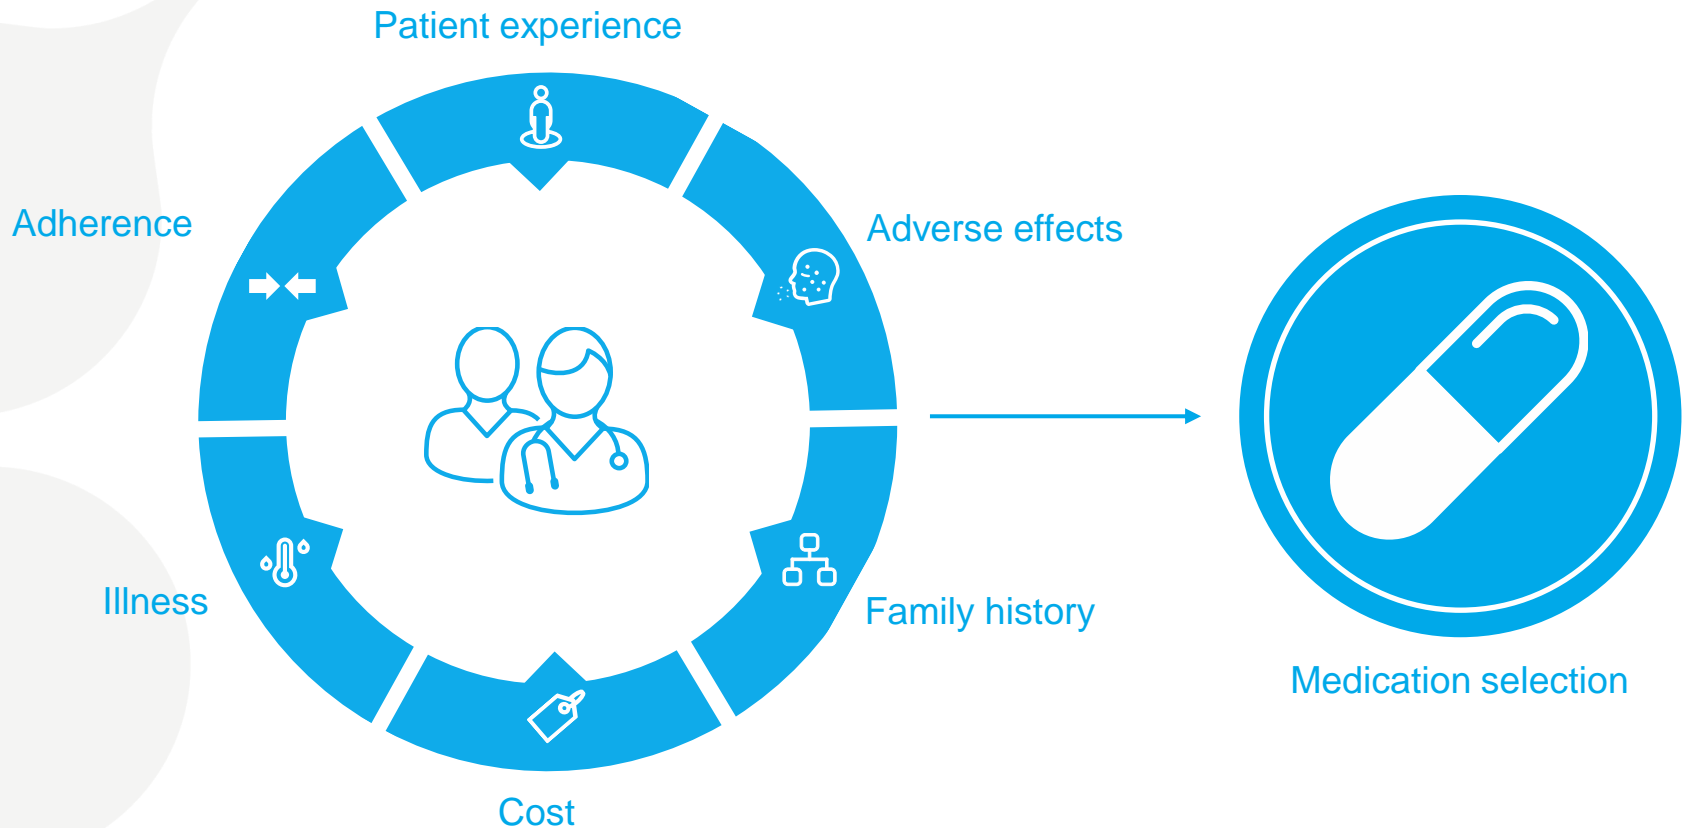 Patient experience
Adherence
Adverse effects
Illness
Family history
Cost
Medication selection